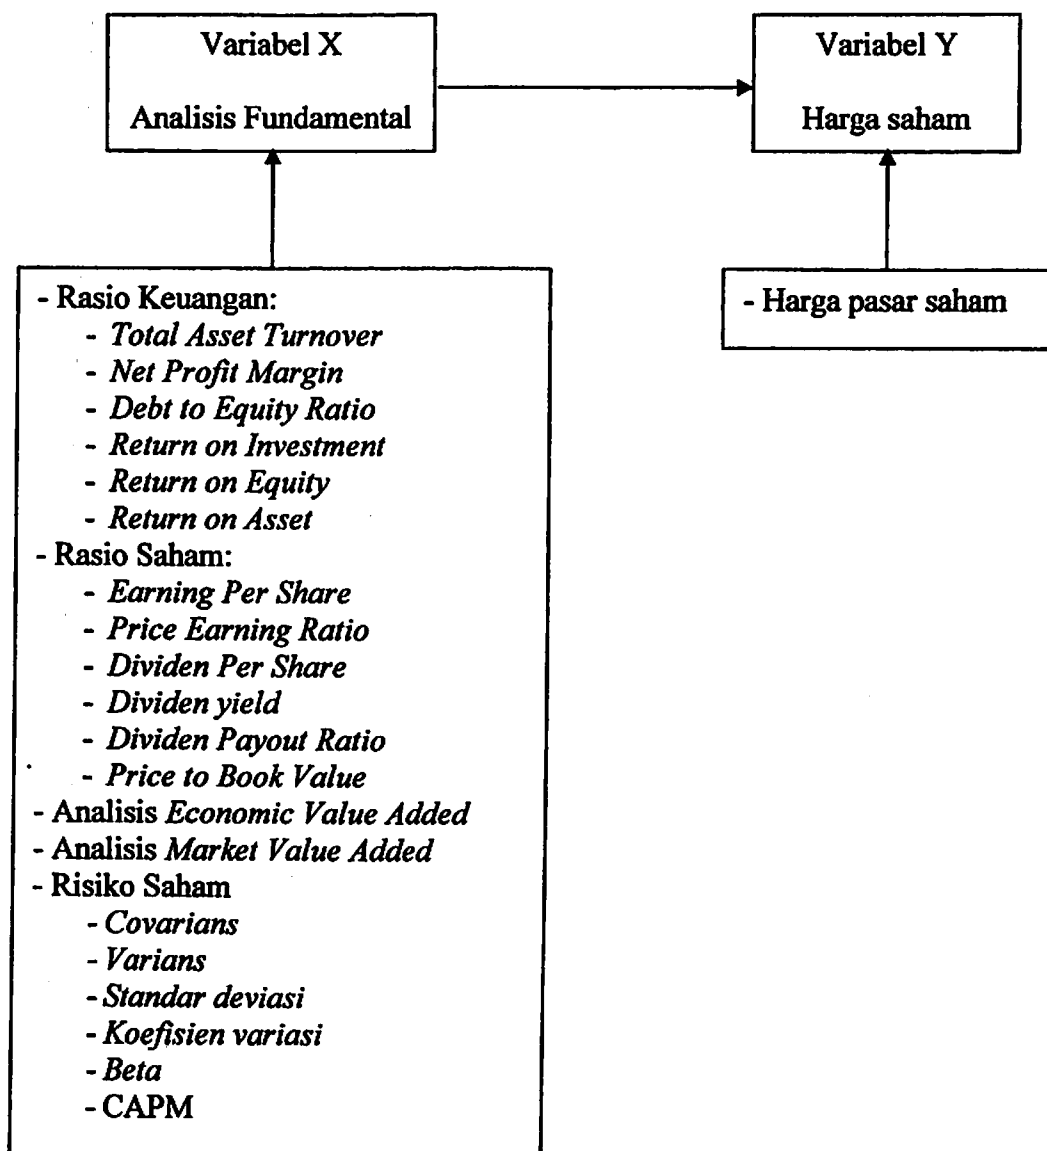 Variabel X
Analisis Fundamental
Variabel Y
Harga saham
- Rasio Keuangan:
- Total Asset Turnover
- Net Profit Margin
- Debt to Equity Ratio
- Return on Investment
- Return on Equity
- Return on Asset
- Rasio Saham:
- Earning Per Share
- Price Earning Ratio
- Dividen Per Share
- Dividen yield
- Dividen Payout Ratio
- Price to Book Value
- Analisis Economic Value Added
- Analisis Market Value Added
- Risiko Saham
- Covarians
- Varians
- Standar deviasi
- Koefisien variasi
- Beta
- CAPM
- Harga pasar saham